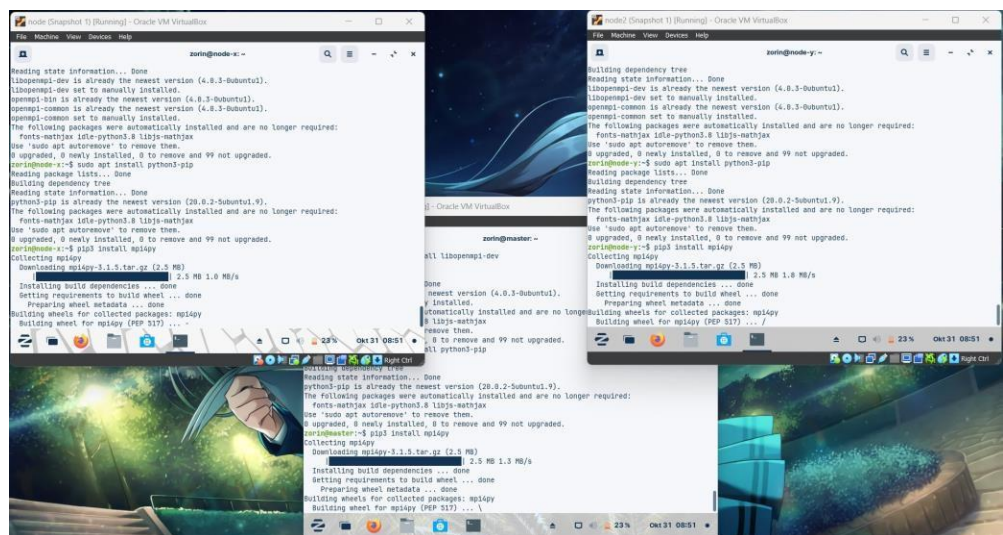 node (Snapshot 1) [Running] - Oracle VM VirtualBox
File Machine View Devices Help
zorin@node-x: ~
Reading state information... Done
libopenmpi-dev is already the newest version (4.0.3-0ubuntu1).
libopenmpi-dev set to manually installed.
openmpi-bin is already the newest version (4.0.3-0ubuntu1).
openmpi-common is already the newest version (4.0.3-0ubuntu1).
openmpi-common set to manually installed.
The following packages were automatically installed and are no longer required:
fonts-mathjax idle-python3.8 libjs-mathjax
Use 'sudo apt autoremove' to remove them.
0 upgraded, 0 newly installed, 0 to remove and 99 not upgraded.
zorin@node-x:~$ sudo apt install python3-pip
Reading package lists... Done
Building dependency tree
Reading state information... Done
python3-pip is already the newest version (20.0.2-5ubuntu1.9).
The following packages were automatically installed and are no longer required:
fonts-mathjax idle-python3.8 libjs-mathjax
Use 'sudo apt autoremove' to remove them.
0 upgraded, 0 newly installed, 0 to remove and 99 not upgraded.
zorin@node-x:~$ pip3 install mpi4py
Collecting mpi4py
Downloading mpi4py-3.1.5.tar.gz (2.5 MB)
| 2.5 MB 1.0 MB/s
Installing build dependencies ... done
Getting requirements to build wheel ... done
Preparing wheel metadata ... done
Building wheels for collected packages: mpi4py
Building wheel for mpi4py (PEP 517) ... -
23 % Okt 31 08:51
Right Ctrl
node2 (Snapshot 1) [Running] - Oracle VM VirtualBox
File Machine View Devices Help
zorin@node-y: ~
Building dependency tree
Reading state information... Done
libopenmpi-dev is already the newest version (4.0.3-0ubuntu1).
libopenmpi-dev set to manually installed.
openmpi-bin is already the newest version (4.0.3-0ubuntu1).
openmpi-common is already the newest version (4.0.3-0ubuntu1).
openmpi-common set to manually installed.
The following packages were automatically installed and are no longer required:
fonts-mathjax idle-python3.8 libjs-mathjax
Use 'sudo apt autoremove' to remove them.
0 upgraded, 0 newly installed, 0 to remove and 99 not upgraded.
zorin@node-y:~$ sudo apt install python3-pip
Reading package lists... Done
Building dependency tree
Reading state information... Done
python3-pip is already the newest version (20.0.2-5ubuntu1.9).
The following packages were automatically installed and are no longer required:
fonts-mathjax idle-python3.8 libjs-mathjax
Use 'sudo apt autoremove' to remove them.
0 upgraded, 0 newly installed, 0 to remove and 99 not upgraded.
zorin@node-y:~$ pip3 install mpi4py
Collecting mpi4py
Downloading mpi4py-3.1.5.tar.gz (2.5 MB)
| 2.5 MB 1.8 MB/s
Installing build dependencies ... done
Getting requirements to build wheel ... done
Preparing wheel metadata ... done
Building wheels for collected packages: mpi4py
Building wheel for mpi4py (PEP 517) ... /
23 % Okt 31 08:51
Right Ctrl
- Oracle VM VirtualBox
zorin@master: ~
all libopenmpi-dev
Done
newest version (4.0.3-0ubuntu1).
y installed.
utomatically installed and are no longe
8 libjs-mathjax
remove them.
, 0 to remove and 99 not upgraded.
all python3-pip
Building dependency tree
Reading state information... Done
python3-pip is already the newest version (20.0.2-5ubuntu1.9).
The following packages were automatically installed and are no longer required:
fonts-mathjax idle-python3.8 libjs-mathjax
Use 'sudo apt autoremove' to remove them.
0 upgraded, 0 newly installed, 0 to remove and 99 not upgraded.
zorin@master:~$ pip3 install mpi4py
Collecting mpi4py
Downloading mpi4py-3.1.5.tar.gz (2.5 MB)
| 2.5 MB 1.3 MB/s
Installing build dependencies ... done
Getting requirements to build wheel ... done
Preparing wheel metadata ... done
Building wheels for collected packages: mpi4py
Building wheel for mpi4py (PEP 517) ... \
23 % Okt 31 08:51